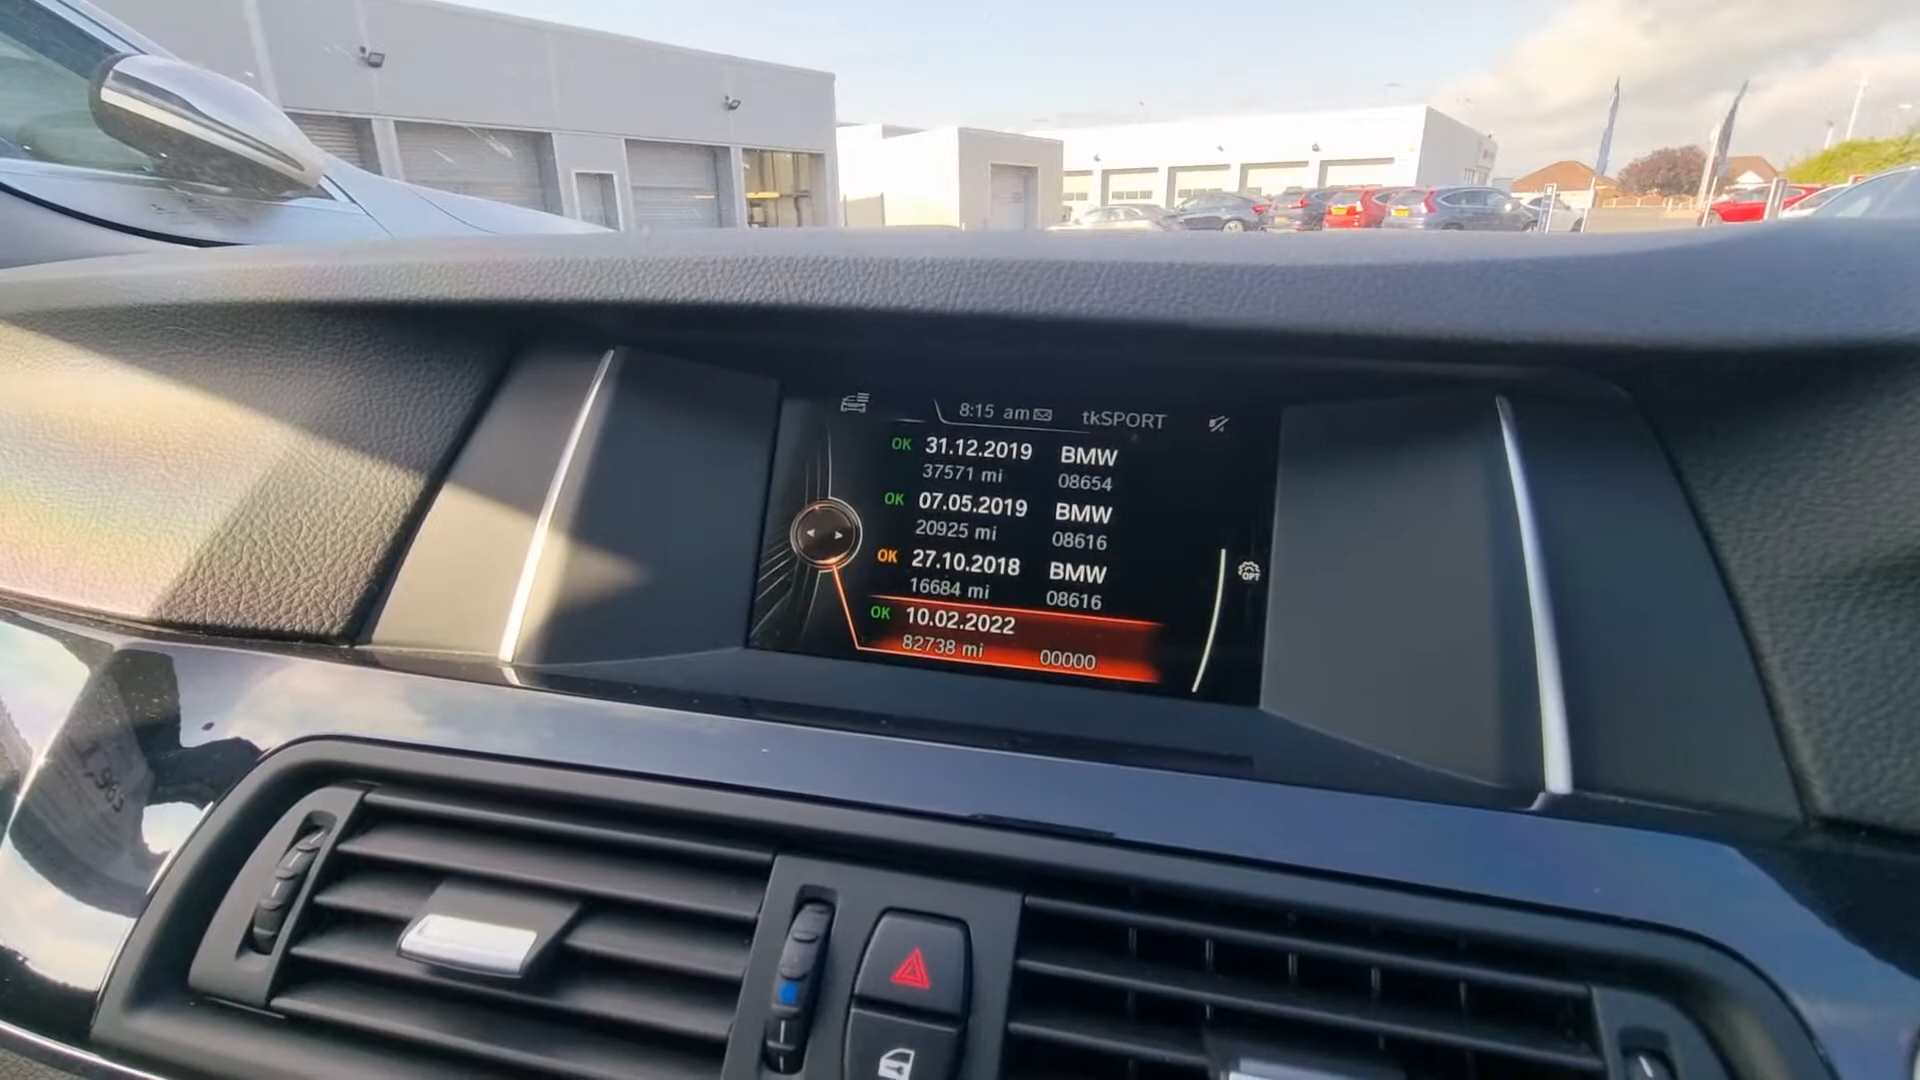 8:15 am tkSPORT
OK 31.12.2019 BMW
37571 mi 08654
OK 07.05.2019 BMW
20925 mi 08616
OK 27.10.2018 BMW
16684 mi 08616
OK 10.02.2022
82738 mi 00000
OPT